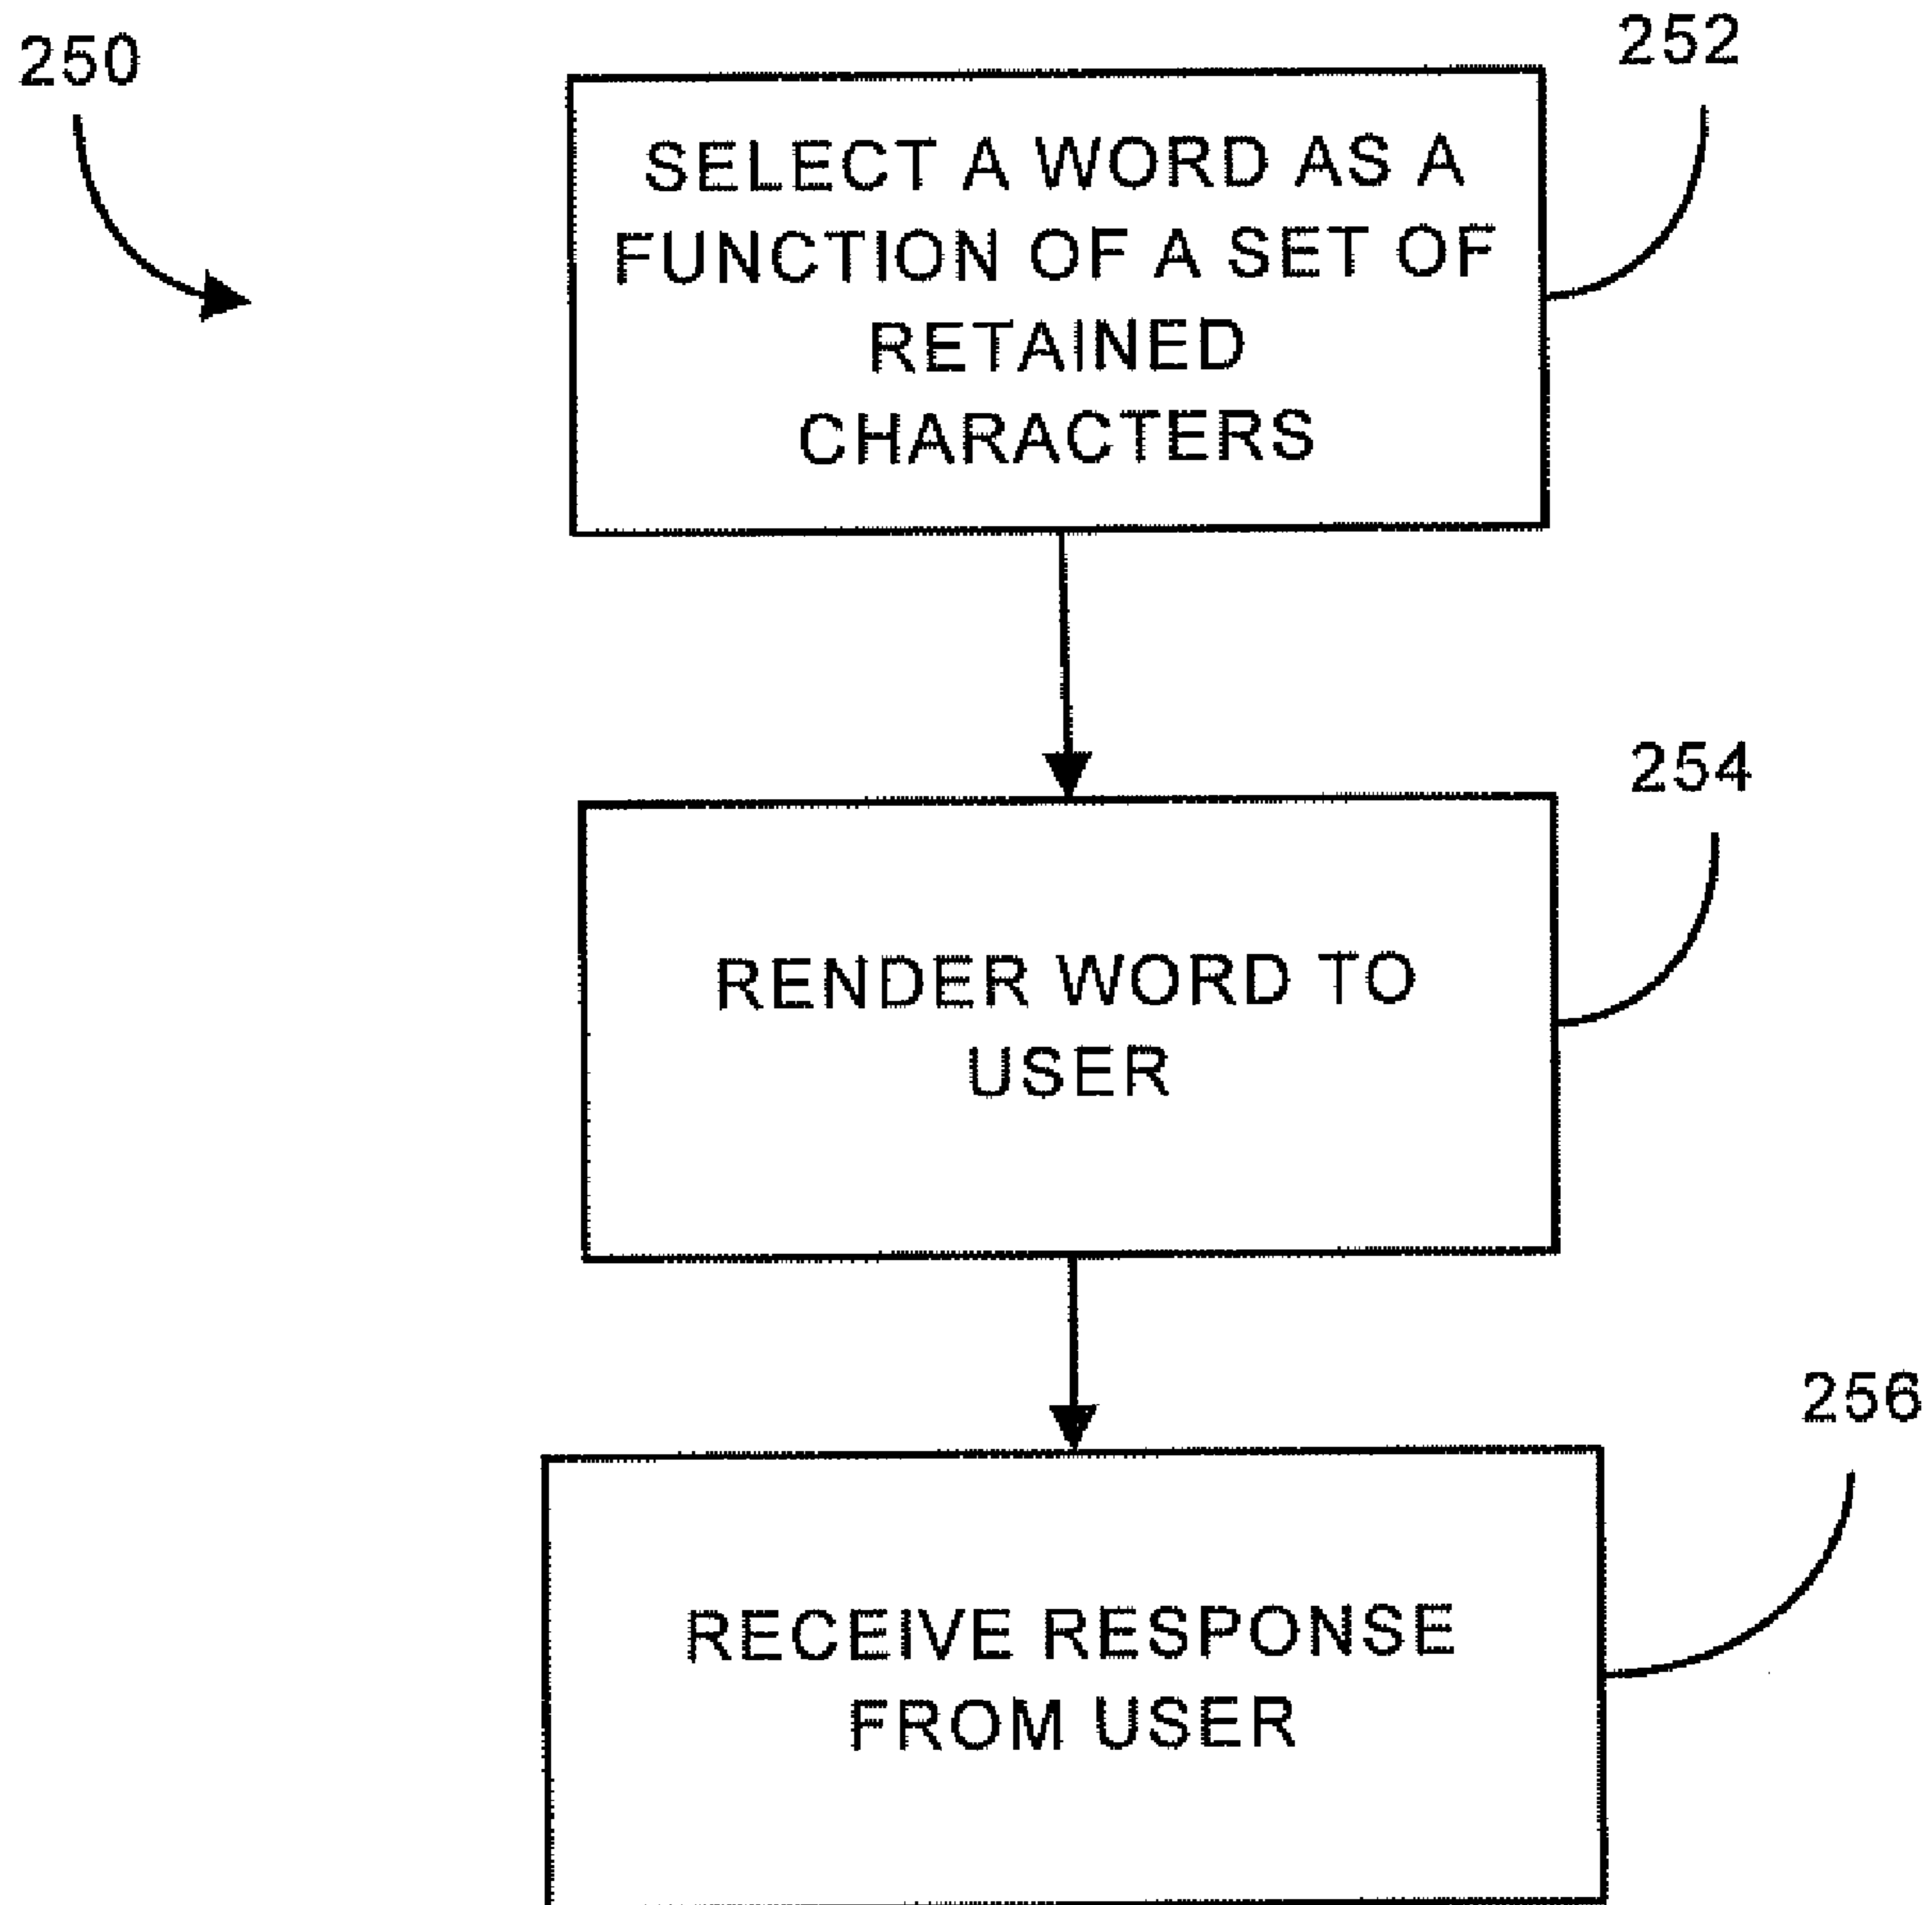 250
252
SELECT A WORD AS A
FUNCTION OF A SET OF
RETAINED
CHARACTERS
254
RENDER WORD TO
USER
256
RECEIVE RESPONSE
FROM USER